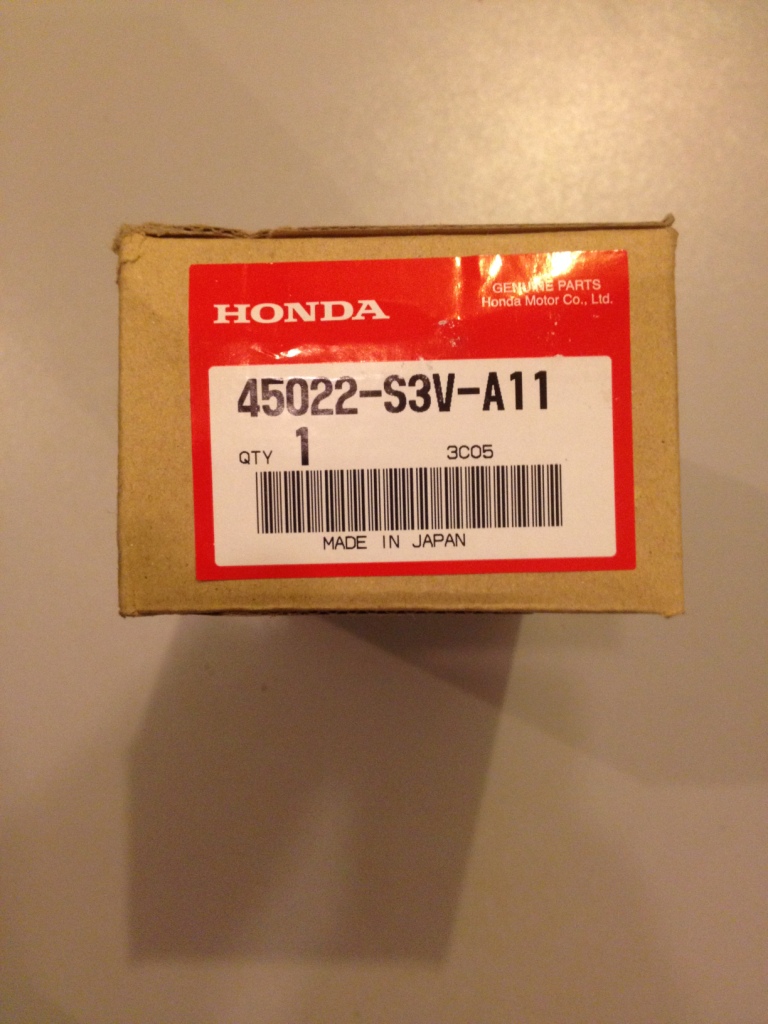 HONDA
GENUINE PARTS
Honda Motor Co., Ltd.
45022-S3V-A11
QTY 1 3C05
MADE IN JAPAN